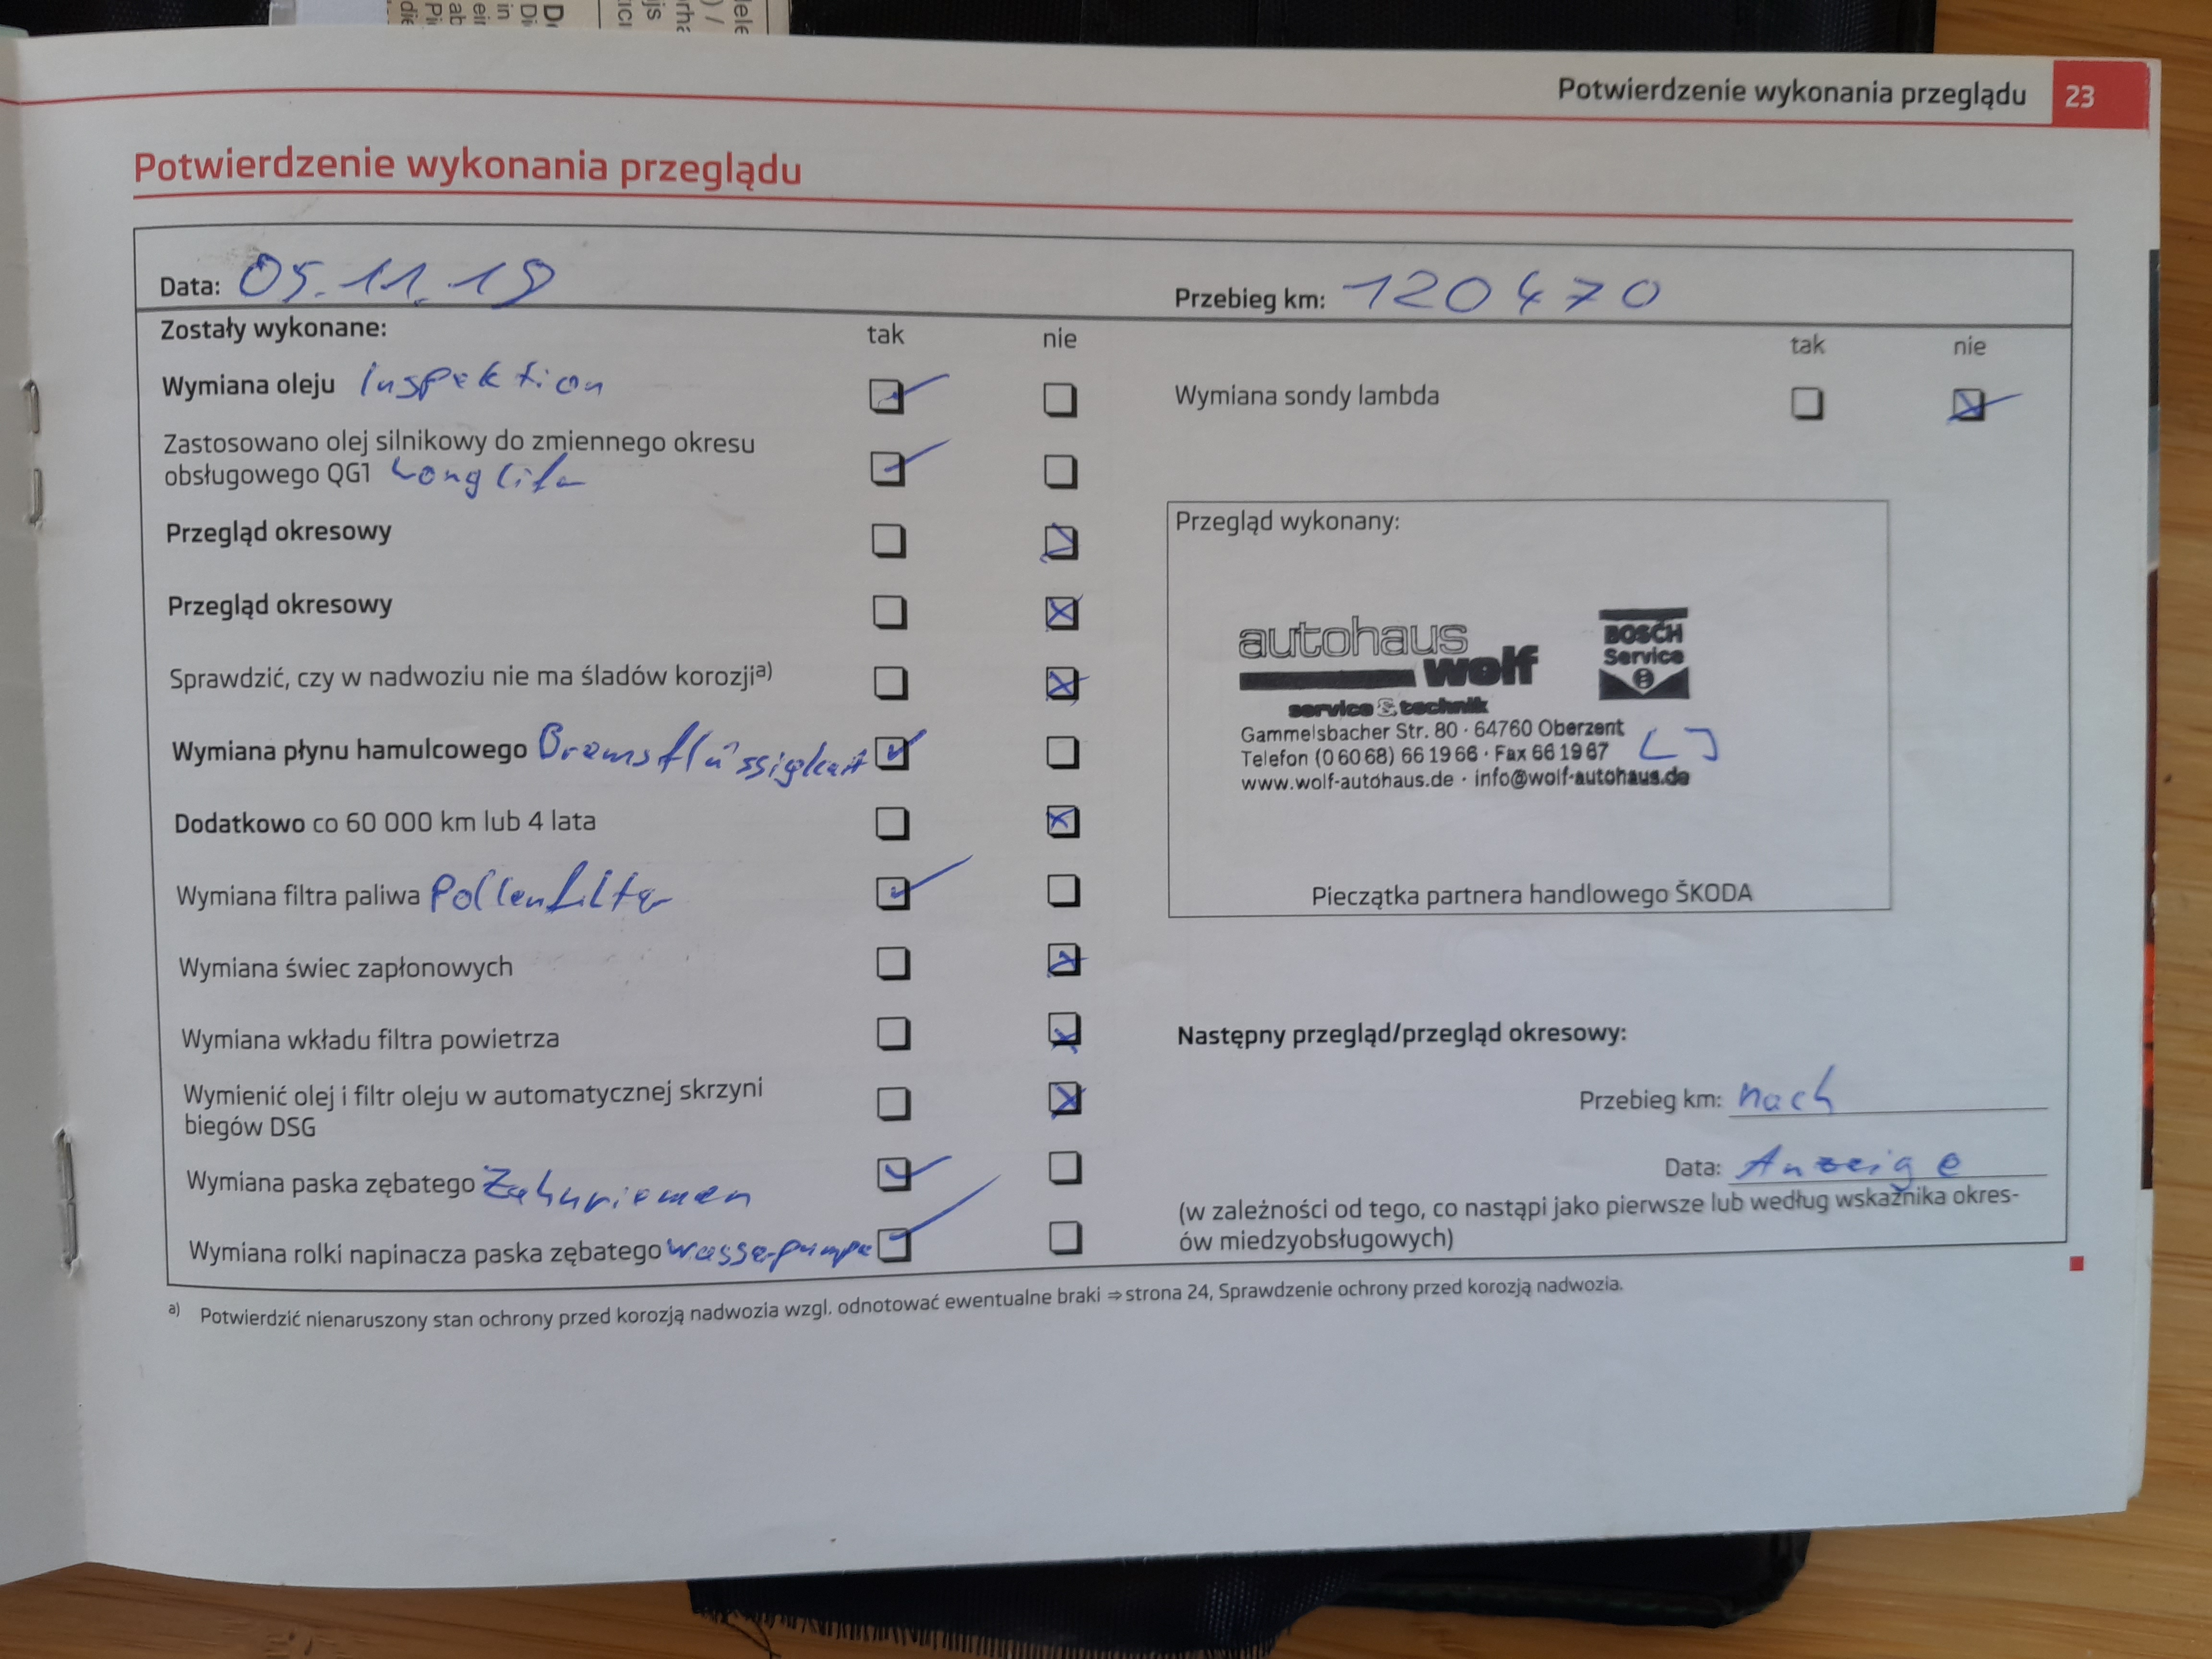 Potwierdzenie wykonania przeglądu 23
Potwierdzenie wykonania przeglądu
Data: 05.11.19
Przebieg km: 120470
Zostały wykonane: tak nie
tak nie
Wymiana oleju Inspektion
Wymiana sondy lambda
Zastosowano olej silnikowy do zmiennego okresu
obsługowego QG1 Longlife
Przegląd okresowy
Przegląd okresowy
Sprawdzić, czy w nadwoziu nie ma śladów korozjia)
Wymiana płynu hamulcowego Bremsflüssigkeit
Dodatkowo co 60 000 km lub 4 lata
Wymiana filtra paliwa Pollenfilter
Wymiana świec zapłonowych
Wymiana wkładu filtra powietrza
Wymienić olej i filtr oleju w automatycznej skrzyni
biegów DSG
Wymiana paska zębatego Zahnriemen
Wymiana rolki napinacza paska zębatego Wasserpumpe
Przegląd wykonany:
autohaus
wolf
service & technik
BOSCH
Service
Gammelsbacher Str. 80 · 64760 Oberzent
Telefon (0 60 68) 66 19 66 · Fax 66 19 67
www.wolf-autohaus.de · info@wolf-autohaus.de
Pieczątka partnera handlowego ŠKODA
Następny przegląd/przegląd okresowy:
Przebieg km: nach
Data: Anzeige
(w zależności od tego, co nastąpi jako pierwsze lub według wskaźnika okres-
ów miedzyobsługowych)
a) Potwierdzić nienaruszony stan ochrony przed korozją nadwozia wzgl. odnotować ewentualne braki ⇒ strona 24, Sprawdzenie ochrony przed korozją nadwozia.